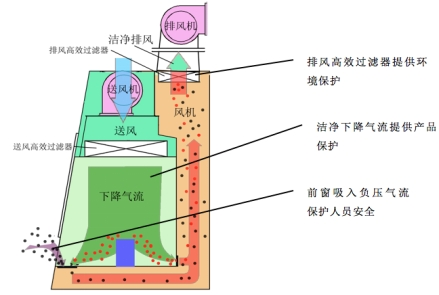 排风机
洁净排风
排风高效过滤器
排风高效过滤器提供环
境保护
送风机
风机
送风
洁净下降气流提供产品
保护
送风高效过滤器
下降气流
前窗吸入负压气流
保护人员安全